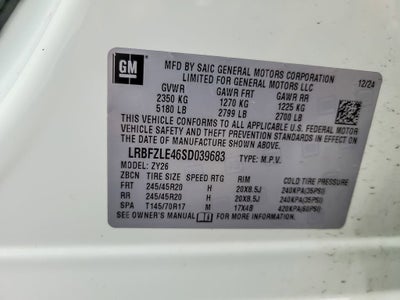 GM
MFD BY SAIC GENERAL MOTORS CORPORATION
LIMITED FOR GENERAL MOTORS LLC
12/24
GVWR GAWR FRT GAWR RR
2350 KG 1270 KG 1225 KG
5180 LB 2799 LB 2700 LB
THIS VEHICLE CONFORMS TO ALL APPLICABLE U.S. FEDERAL MOTOR
VEHICLE SAFETY AND THEFT PREVENTION STANDARDS IN EFFECT
ON THE DATE OF MANUFACTURE SHOWN ABOVE.
LRBFZLE46SD039683 TYPE: M.P.V.
MODEL: ZY26
ZBCN TIRE SIZE SPEED RTG RIM COLD TIRE PRESSURE
FRT 245/45R20 H 20X8.5J 240KPA(35PSI)
RR 245/45R20 H 20X8.5J 240KPA(35PSI)
SPA T145/70R17 M 17X4B 420KPA(60PSI)
SEE OWNER'S MANUAL FOR MORE INFORMATION.